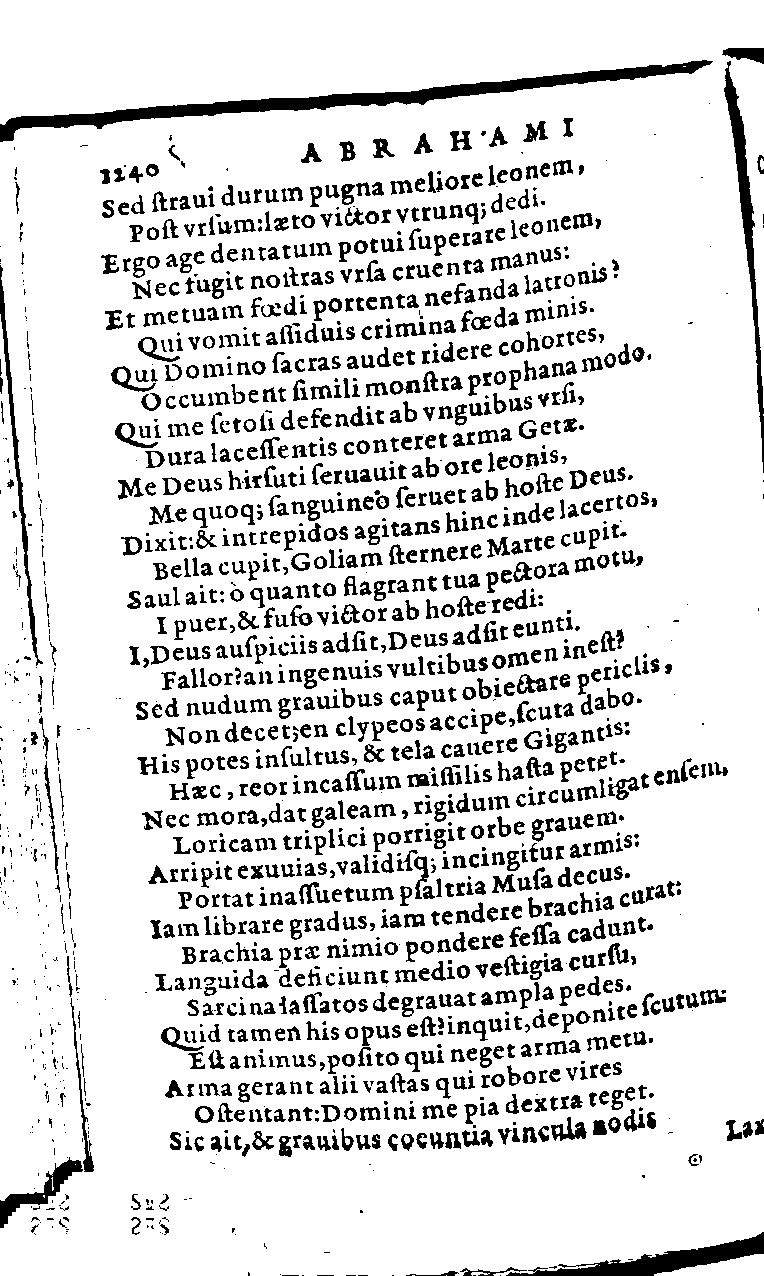 1240 ABRAHAMI
Sed ſtraui durum pugna meliore leonem,
Poſt vrſum:læto victor vtrunq; dedi.
Ergo age dentatum potui ſuperare leonem,
Nec fugit noſtras vrſa cruenta manus:
Et metuam fœdi portenta nefanda latronis?
Qui vomit aſſiduis crimina fœda minis.
Qui Domino ſacras audet ridere cohortes,
Occumbent ſimili monſtra prophana modo.
Qui me ſetoſi defendit ab vnguibus vrſi,
Dura laceſſentis conteret arma Getæ.
Me Deus hirſuti ſeruauit ab ore leonis,
Me quoq; ſanguineo ſeruet ab hoſte Deus.
Dixit:& intrepidos agitans hinc inde lacertos,
Bella cupit,Goliam ſternere Marte cupit.
Saul ait: ò quanto flagrant tua pectora motu,
I puer,& fuſo victor ab hoſte redi:
I,Deus auſpiciis adſit,Deus adſit eunti.
Fallor?an ingenuis vultibus omen ineſt?
Sed nudum grauibus caput obiectare periclis,
Non decet;en clypeos accipe,ſcuta dabo.
His potes inſultus, & tela cauere Gigantis:
Hæc, reor incaſſum miſſilis haſta petet.
Nec mora,dat galeam, rigidum circumligat enſem,
Loricam triplici porrigit orbe grauem.
Arripit exuuias,validiſq; incingitur armis:
Portat inaſſuetum pſaltria Muſa decus.
Iam librare gradus, iam tendere brachia curat:
Brachia præ nimio pondere feſſa cadunt.
Languida deficiunt medio veſtigia curſu,
Sarcina laſſatos degrauat ampla pedes.
Quid tamen his opus eſt?inquit,deponite ſcutum:
Eſt animus,poſito qui neget arma metu.
Arma gerant alii vaſtas qui robore vires
Oſtentant:Domini me pia dextra teget.
Sic ait,& grauibus coeuntia vincula nodis
Lax